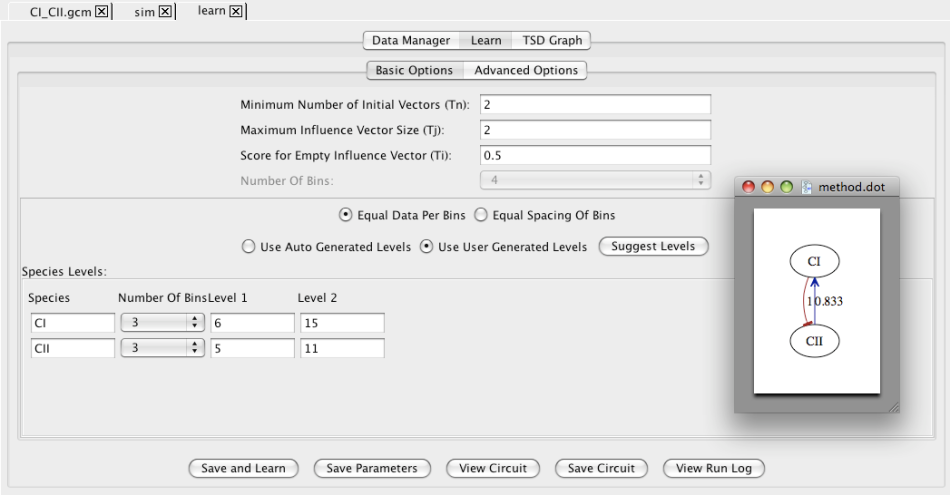 CI_CII.gcm sim learn
Data Manager Learn TSD Graph
Basic Options Advanced Options
Minimum Number of Initial Vectors (Tn): 2
Maximum Influence Vector Size (Tj): 2
Score for Empty Influence Vector (Ti): 0.5
Number Of Bins: 4
Equal Data Per Bins Equal Spacing Of Bins
Use Auto Generated Levels Use User Generated Levels Suggest Levels
Species Levels:
Species Number Of Bins Level 1 Level 2
CI 3 6 15
CII 3 5 11
Save and Learn Save Parameters View Circuit Save Circuit View Run Log
method.dot
CI
1 0.833
CII